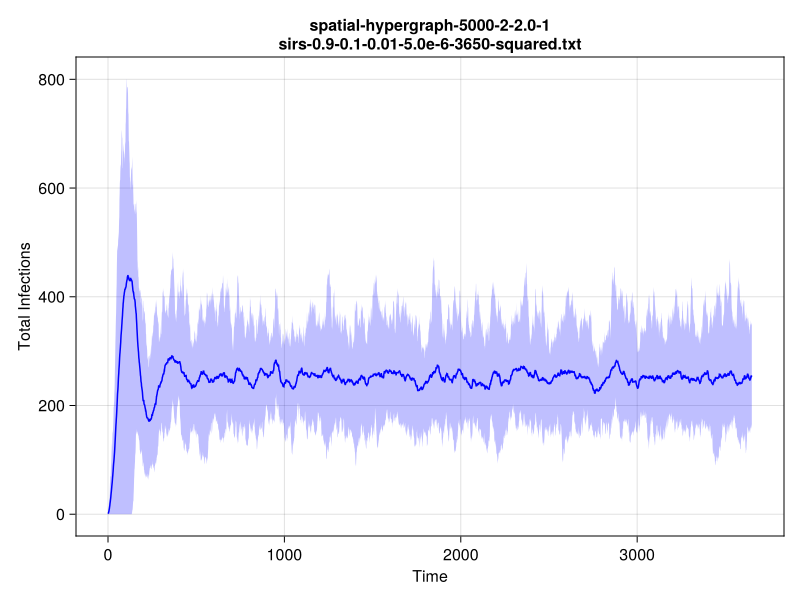 spatial-hypergraph-5000-2-2.0-1
sirs-0.9-0.1-0.01-5.0e-6-3650-squared.txt
Total Infections
800
600
400
200
0
0
1000
2000
3000
Time